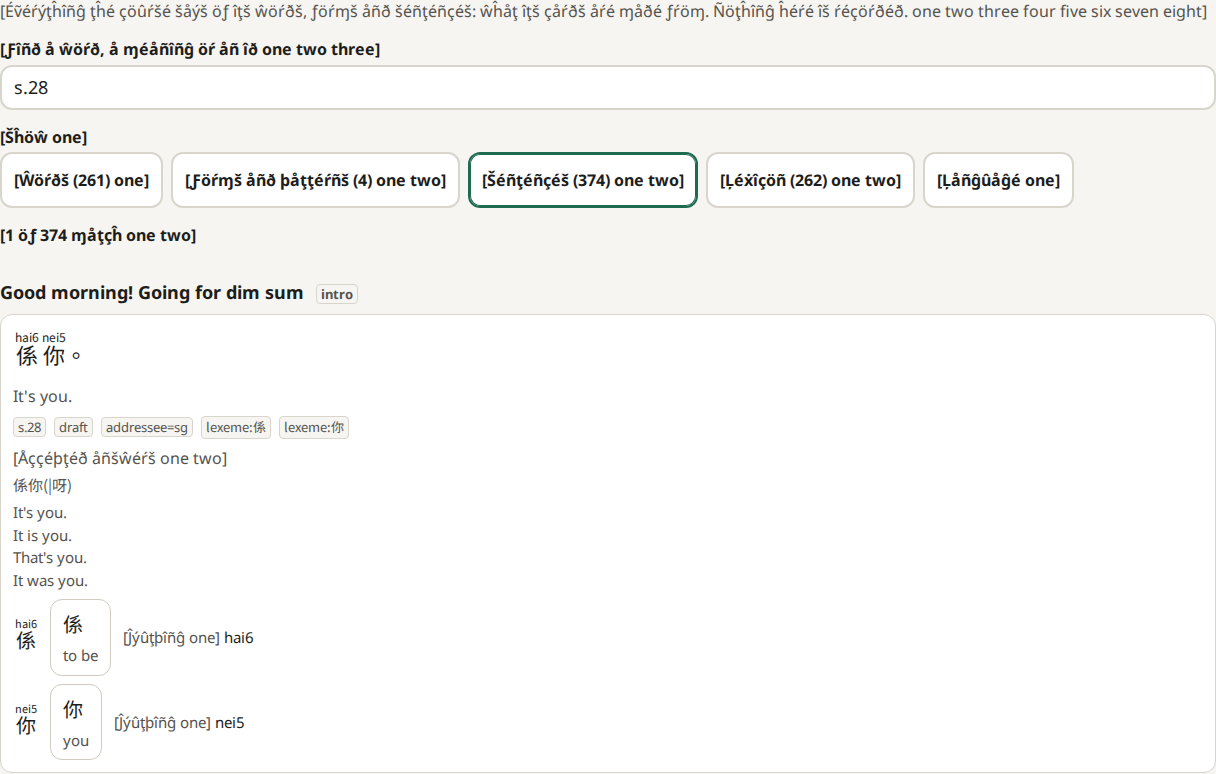 [Éṽéŕýţĥîñĝ ţĥé çöûŕšé šåýš öƒ îţš ŵöŕðš, ƒöŕɱš åñð šéñţéñçéš: ŵĥåţ îţš çåŕðš åŕé ɱåðé ƒŕöɱ. Ñöţĥîñĝ ĥéŕé îš ŕéçöŕðéð. one two three four five six seven eight]
[Ƒîñð å ŵöŕð, å ɱéåñîñĝ öŕ åñ îð one two three]
s.28
[Šĥöŵ one]
[Ŵöŕðš (261) one] [Ƒöŕɱš åñð þåţţéŕñš (4) one two] [Šéñţéñçéš (374) one two] [Ļéẋîçöñ (262) one two] [Ļåñĝûåĝé one]
[1 öƒ 374 ɱåţçĥ one two]
Good morning! Going for dim sum intro
hai6 nei5
係 你。
It's you.
s.28 draft addressee=sg lexeme:係 lexeme:你
[Åççéþţéð åñšŵéŕš one two]
係你(|呀)
It's you.
It is you.
That's you.
It was you.
hai6
係 係
to be
[Ĵýûţþîñĝ one] hai6
nei5
你 你
you
[Ĵýûţþîñĝ one] nei5